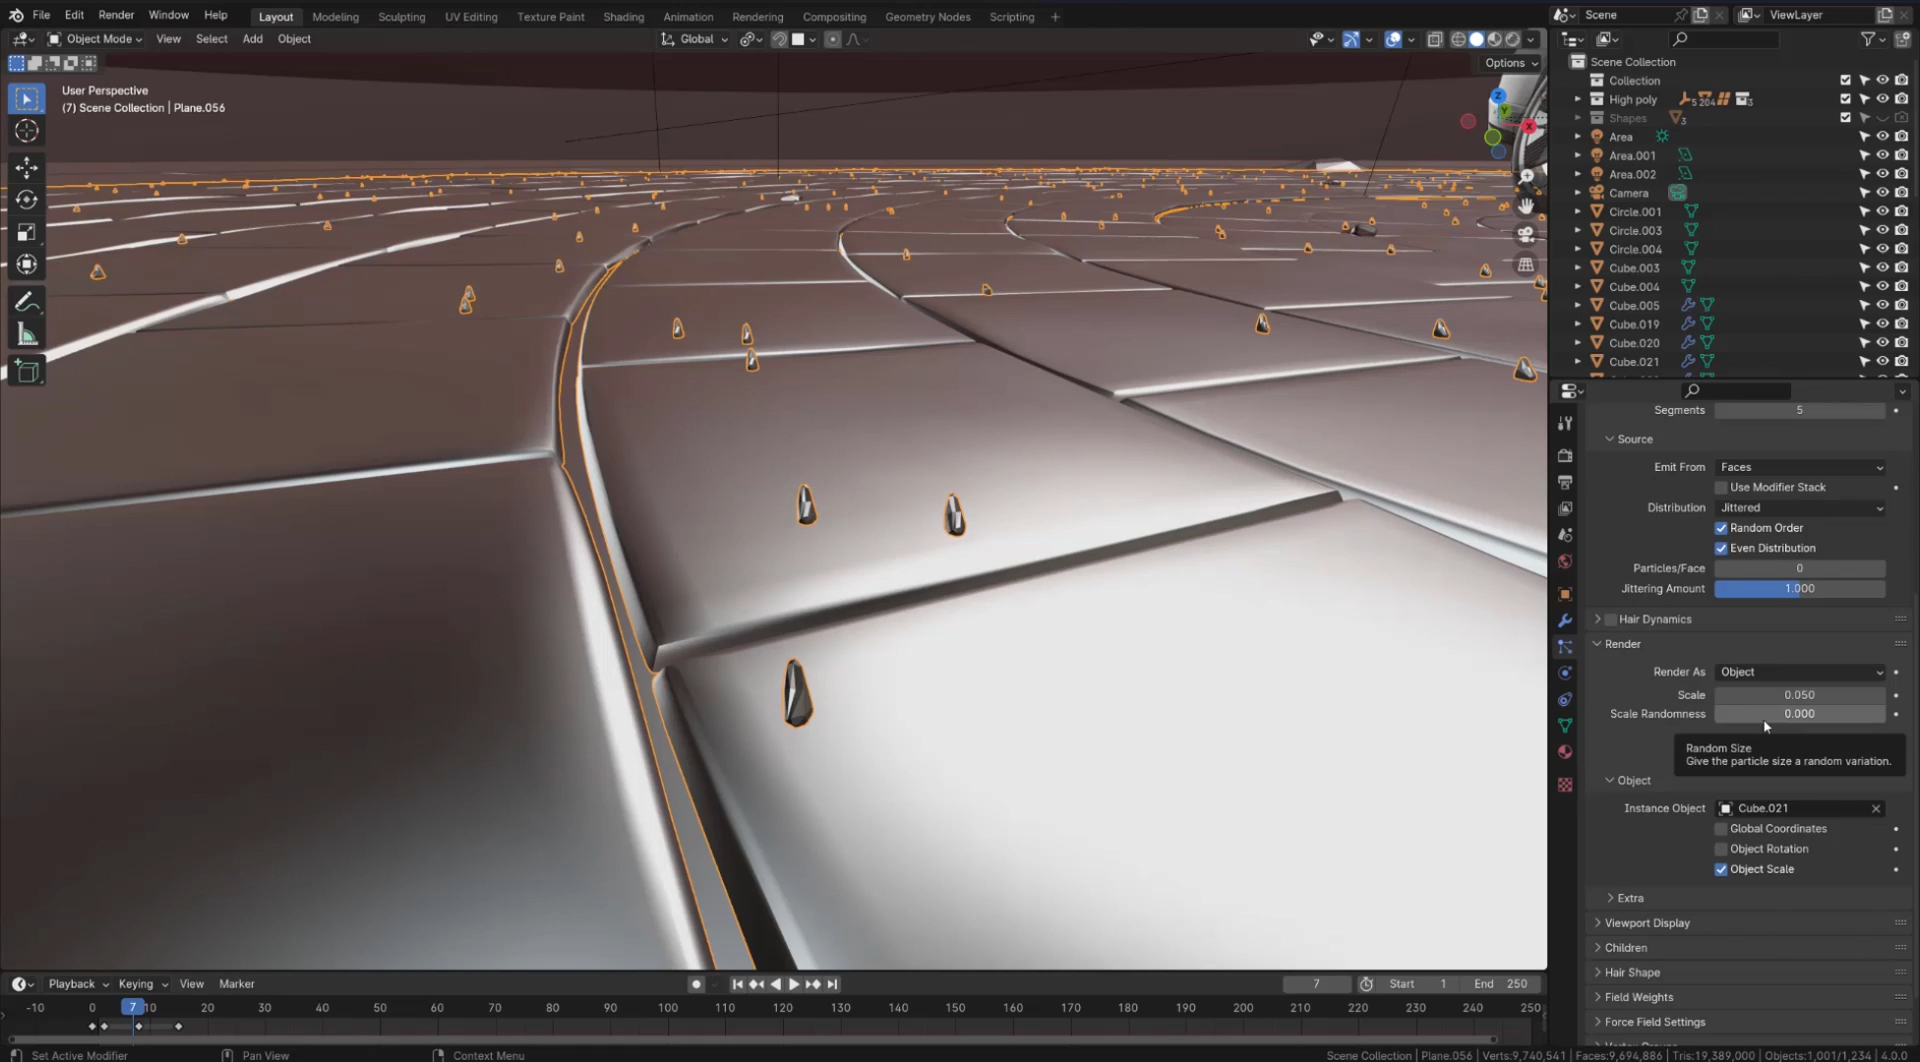 File Edit Render Window Help Layout Modeling Sculpting UV Editing Texture Paint Shading Animation Rendering Compositing Geometry Nodes Scripting + Scene ViewLayer
Object Mode View Select Add Object Global
Options
User Perspective
(7) Scene Collection | Plane.056
Z
Y
X
Scene Collection
Collection
High poly 5 204 3
Shapes 3
Area
Area.001
Area.002
Camera
Circle.001
Circle.003
Circle.004
Cube.003
Cube.004
Cube.005
Cube.019
Cube.020
Cube.021
Segments 5
Source
Emit From Faces
Use Modifier Stack
Distribution Jittered
Random Order
Even Distribution
Particles/Face 0
Jittering Amount 1.000
Hair Dynamics
Render
Render As Object
Scale 0.050
Scale Randomness 0.000
Random Size
Give the particle size a random variation.
Object
Instance Object Cube.021
Global Coordinates
Object Rotation
Object Scale
Extra
Viewport Display
Children
Hair Shape
Field Weights
Force Field Settings
Playback Keying View Marker 7 Start 1 End 250
-10 0 7 10 20 30 40 50 60 70 80 90 100 110 120 130 140 150 160 170 180 190 200 210 220 230 240 250
Set Active Modifier Pan View Context Menu Scene Collection | Plane.056 | Verts:9,740,541 | Faces:9,694,886 | Tris:19,389,000 | Objects:1,001/1,234 | 4.0.0